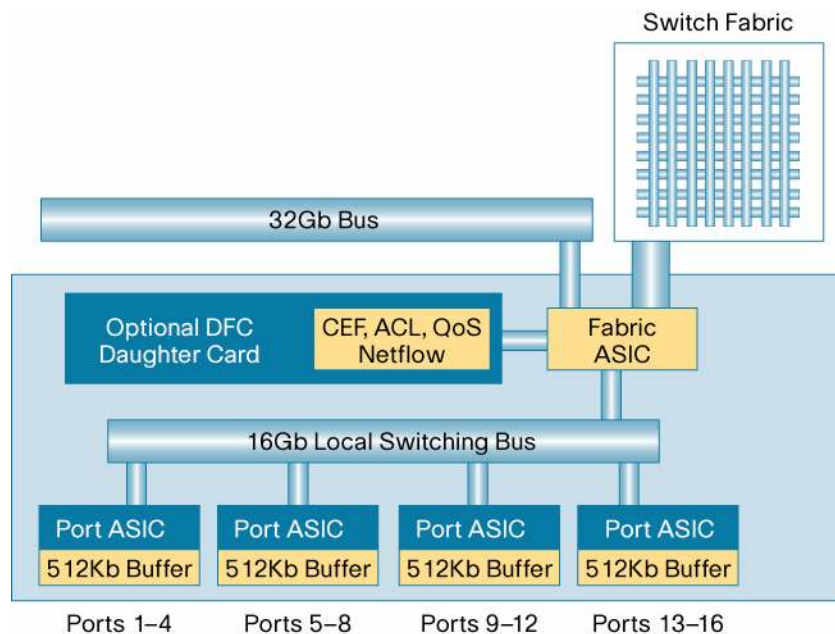 Switch Fabric
32Gb Bus
Optional DFC
Daughter Card
CEF, ACL, QoS
Netflow
Fabric
ASIC
16Gb Local Switching Bus
Port ASIC
512Kb Buffer
Port ASIC
512Kb Buffer
Port ASIC
512Kb Buffer
Port ASIC
512Kb Buffer
Ports 1–4
Ports 5–8
Ports 9–12
Ports 13–16